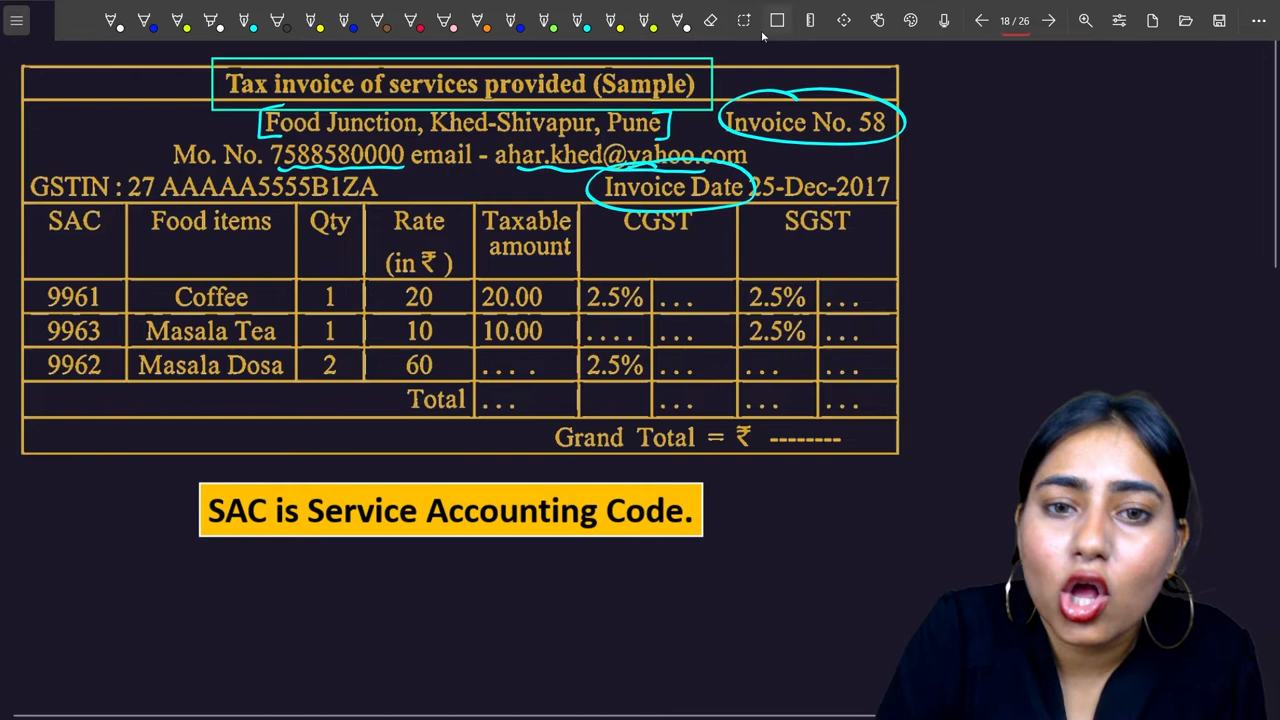 18 / 26
Tax invoice of services provided (Sample)
Food Junction, Khed-Shivapur, Pune Invoice No. 58
Mo. No. 7588580000 email - ahar.khed@yahoo.com
GSTIN : 27 AAAAA5555B1ZA Invoice Date 25-Dec-2017
SAC Food items Qty Rate (in ₹ ) Taxable amount CGST SGST
9961 Coffee 1 20 20.00 2.5% ... 2.5% ...
9963 Masala Tea 1 10 10.00 .... ... 2.5% ...
9962 Masala Dosa 2 60 .... . 2.5% ... ... ...
Total ... ... ... ...
Grand Total = ₹ --------
SAC is Service Accounting Code.